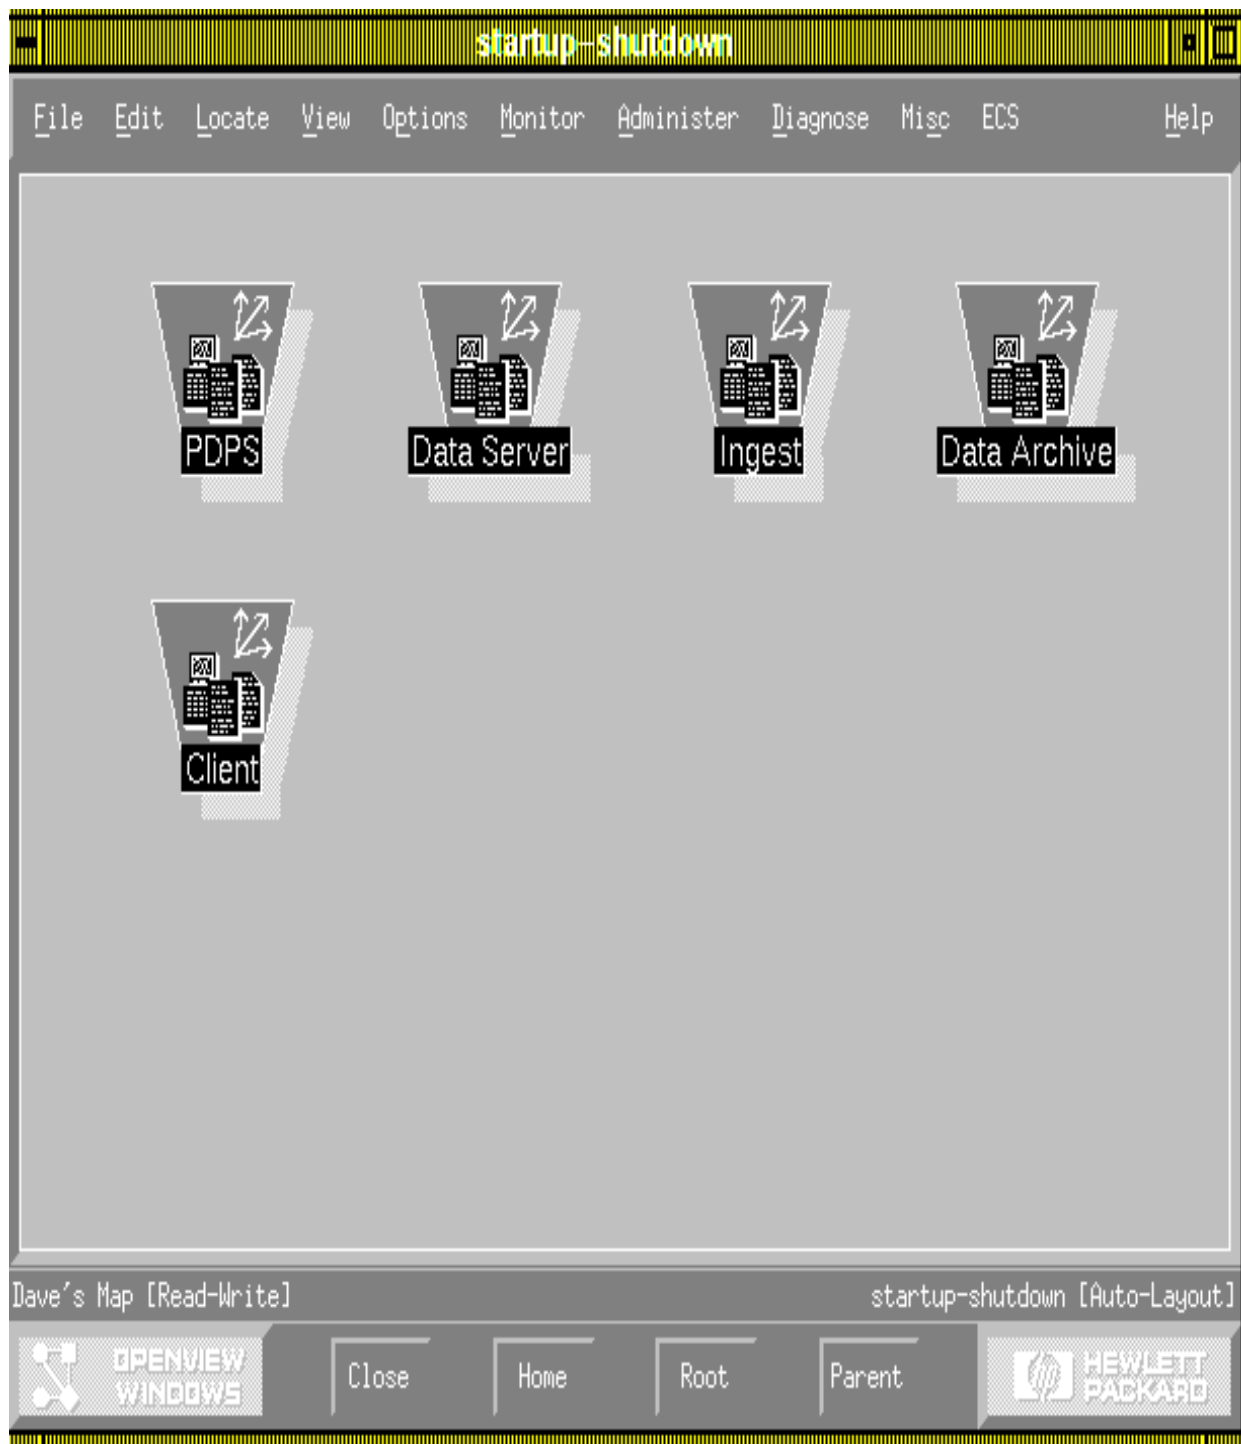 startup-shutdown
File Edit Locate View Options Monitor Administer Diagnose Misc ECS Help
PDPS Data Server Ingest Data Archive
Client
Dave's Map [Read-Write] startup-shutdown [Auto-Layout]
OPENVIEW
WINDOWS
Close Home Root Parent
hp
HEWLETT
PACKARD